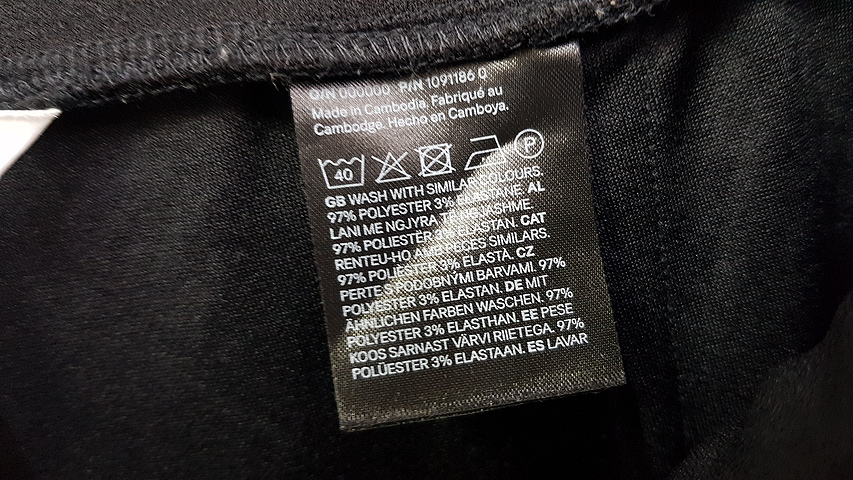 O/N 000000 P/N 1091186 0
Made in Cambodia. Fabriqué au
Cambodge. Hecho en Camboya.
40 P
GB WASH WITH SIMILAR COLOURS.
97% POLYESTER 3% ELASTANE. AL
LANI ME NGJYRA TË NGJASHME.
97% POLIESTËR 3% ELASTAN. CAT
RENTEU-HO AMB PECES SIMILARS.
97% POLIÈSTER 3% ELASTÀ. CZ
PERTE S PODOBNÝMI BARVAMI. 97%
POLYESTER 3% ELASTAN. DE MIT
ÄHNLICHEN FARBEN WASCHEN. 97%
POLYESTER 3% ELASTHAN. EE PESE
KOOS SARNAST VÄRVI RIIETEGA. 97%
POLÜESTER 3% ELASTAAN. ES LAVAR